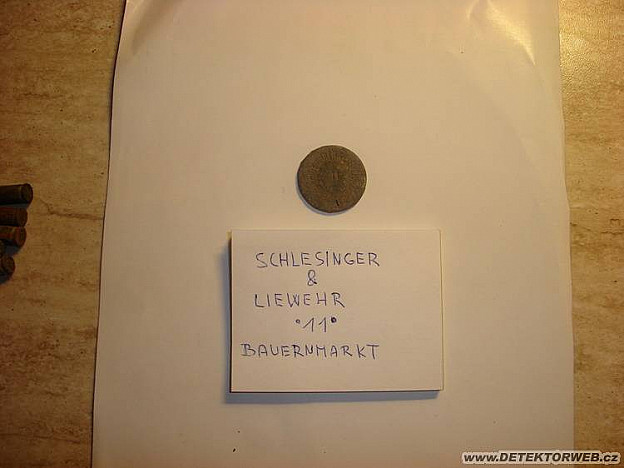 SCHLESINGER
&
LIEWEHR
°11°
BAUERNMARKT
www.DETEKTORWEB.cz